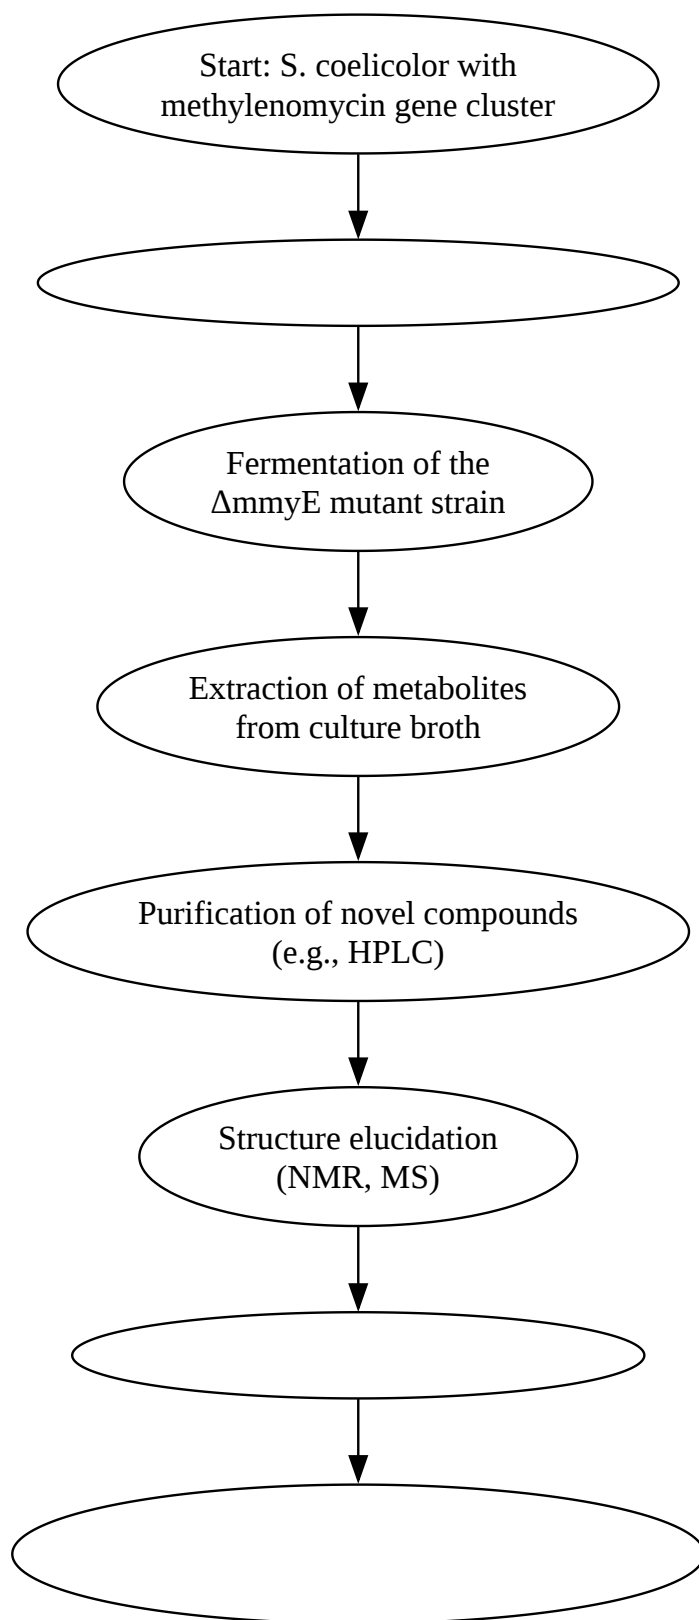 Start: S. coelicolor with
methylenomycin gene cluster
Fermentation of the
ΔmmyE mutant strain
Extraction of metabolites
from culture broth
Purification of novel compounds
(e.g., HPLC)
Structure elucidation
(NMR, MS)